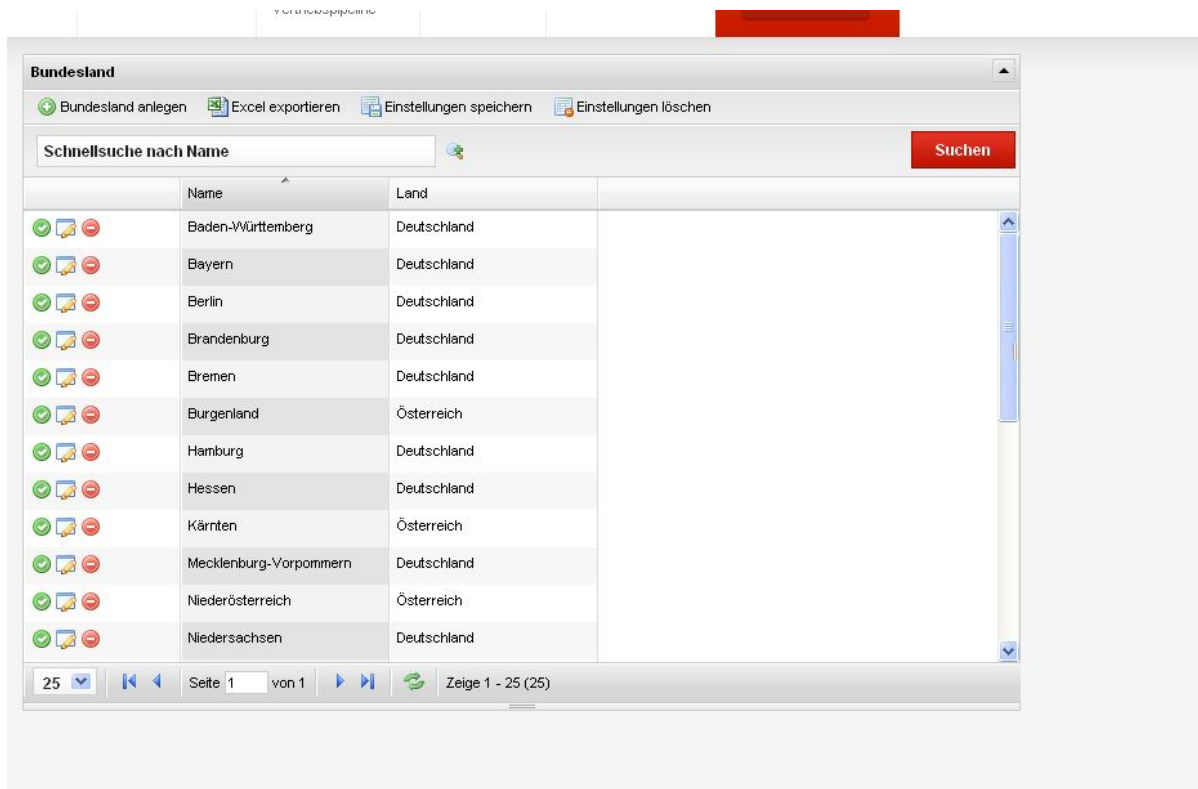 Vertriebspipeline
Bundesland
Bundesland anlegen Excel exportieren Einstellungen speichern Einstellungen löschen
Schnellsuche nach Name Suchen
Name Land
Baden-Württemberg Deutschland
Bayern Deutschland
Berlin Deutschland
Brandenburg Deutschland
Bremen Deutschland
Burgenland Österreich
Hamburg Deutschland
Hessen Deutschland
Kärnten Österreich
Mecklenburg-Vorpommern Deutschland
Niederösterreich Österreich
Niedersachsen Deutschland
25 Seite 1 von 1 Zeige 1 - 25 (25)